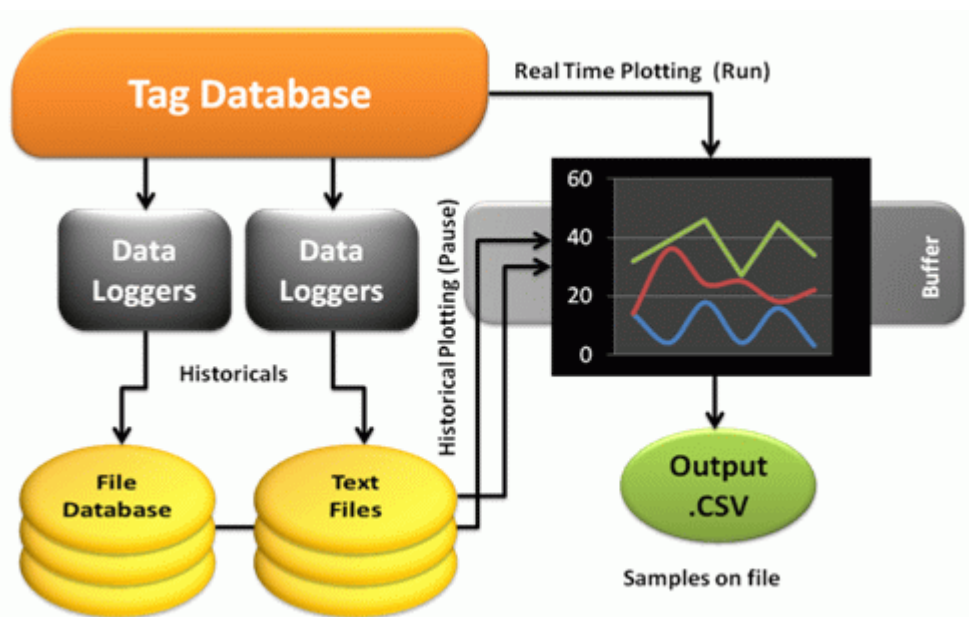 Tag Database
Real Time Plotting (Run)
Data
Loggers
Data
Loggers
Historicals
Historical Plotting (Pause)
60
40
20
0
Buffer
File
Database
Text
Files
Output
.CSV
Samples on file